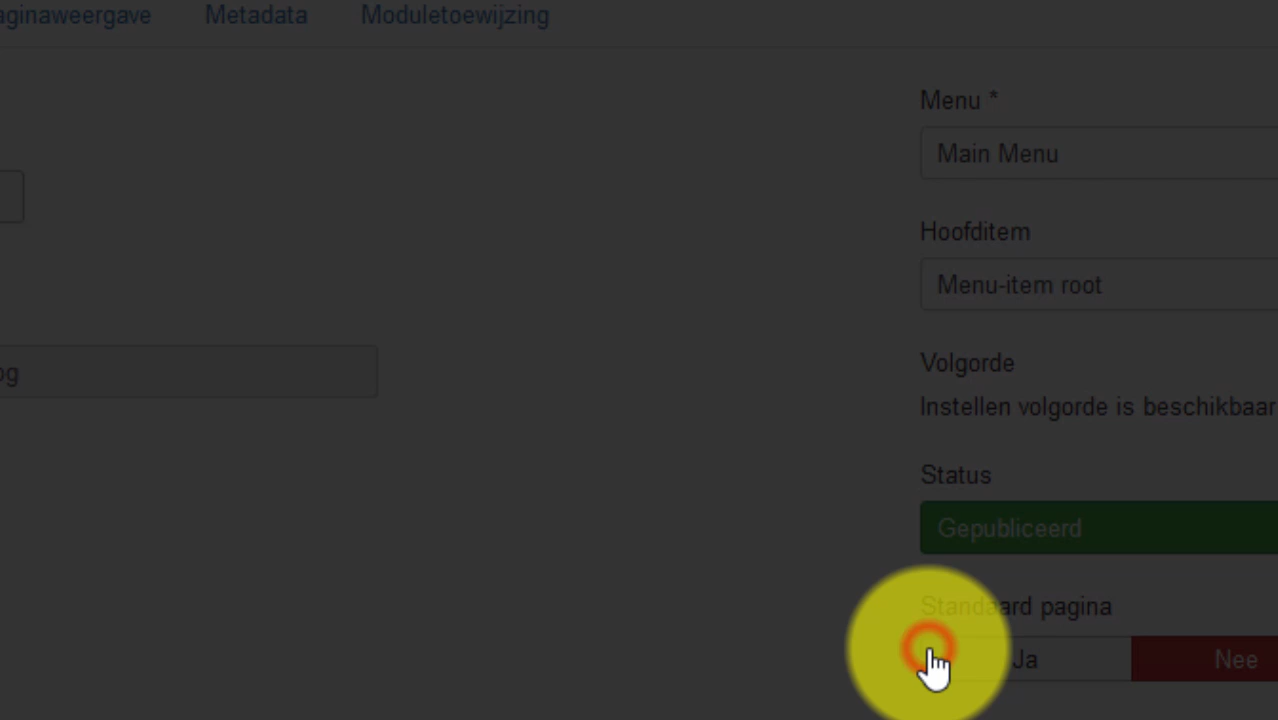 aginaweergave Metadata Moduletoewijzing
Menu *
Main Menu
Hoofditem
Menu-item root
og
Volgorde
Instellen volgorde is beschikbaar
Status
Gepubliceerd
Standaard pagina
Ja Nee